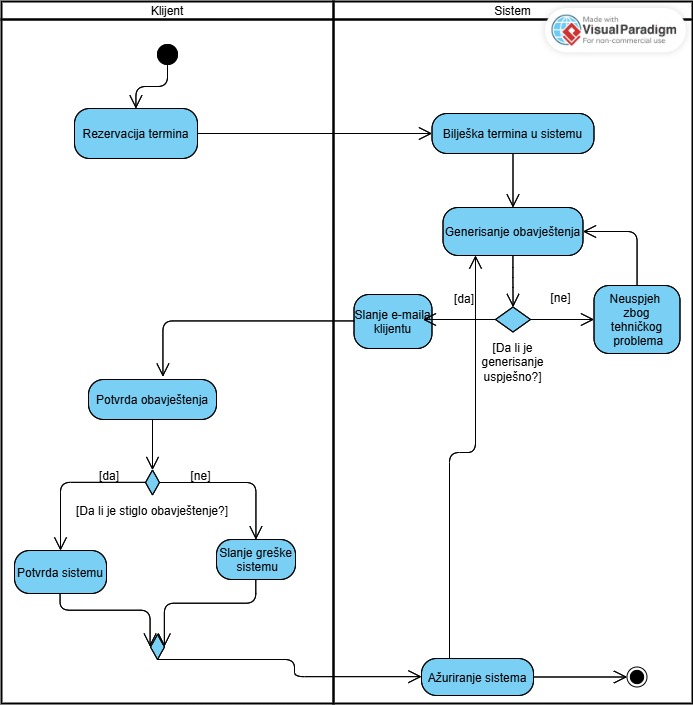 Klijent
Sistem
Made with
VisualParadigm
For non-commercial use
Rezervacija termina
Bilješka termina u sistemu
Generisanje obavještenja
[da]
[ne]
Slanje e-maila
klijentu
Neuspjeh
zbog
tehničkog
problema
[Da li je
generisanje
uspješno?]
Potvrda obavještenja
[da]
[ne]
[Da li je stiglo obavještenje?]
Potvrda sistemu
Slanje greške
sistemu
Ažuriranje sistema